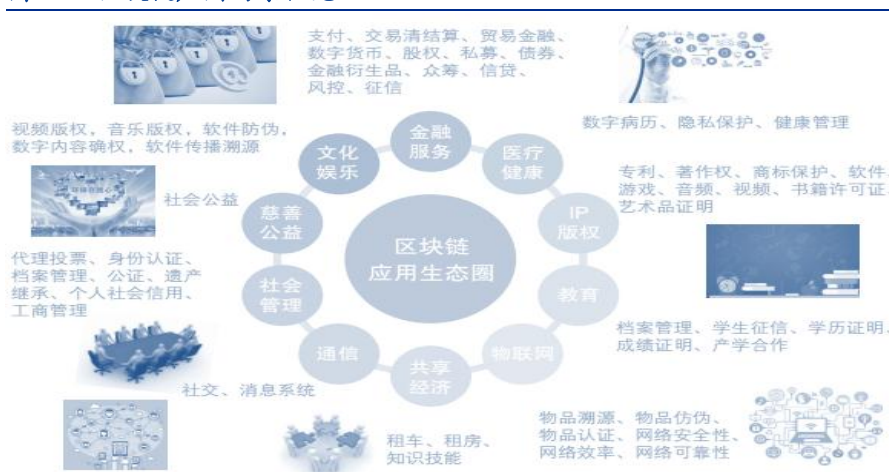 支付、交易清结算、贸易金融、
数字货币、股权、私募、债券、
金融衍生品、众筹、信贷、
风控、征信
视频版权，音乐版权，软件防伪，
数字内容确权，软件传播溯源
数字病历、隐私保护、健康管理
金融
服务
文化
娱乐
医疗
健康
社会公益
慈善
公益
IP
版权
专利、著作权、商标保护、软件、
游戏、音频、视频、书籍许可证
艺术品证明
区块链
应用生态圈
代理投票、身份认证、
档案管理、公证、遗产
继承、个人社会信用、
工商管理
社会
管理
教育
档案管理、学生征信、学历证明、
成绩证明、产学合作
通信
共享
经济
物联网
社交、消息系统
租车、租房、
知识技能
物品溯源、物品仿伪、
物品认证、网络安全性、
网络效率、网络可靠性